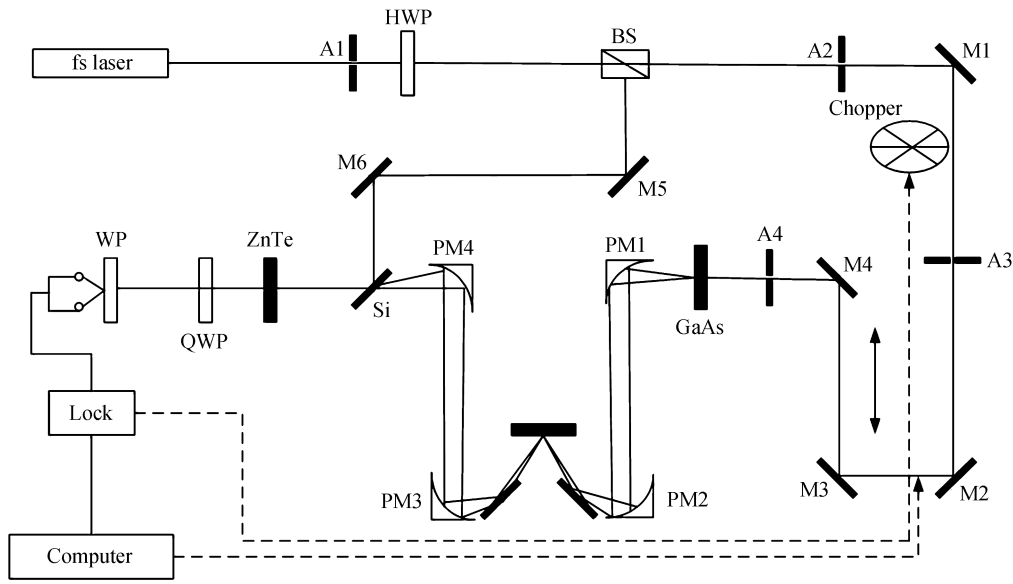 HWP
BS
A1
A2
M1
fs laser
Chopper
M6
M5
WP
ZnTe
PM4
PM1
A4
M4
A3
Si
QWP
GaAs
Lock
PM3
PM2
M3
M2
Computer